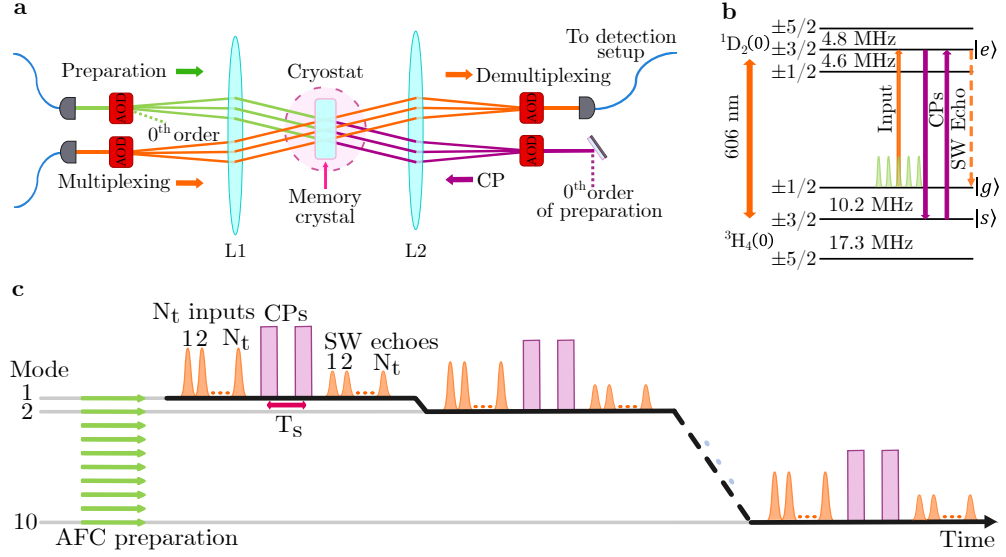 a
Preparation
AOD
0th order
AOD
Multiplexing
L1
Cryostat
Memory
crystal
L2
To detection
setup
Demultiplexing
AOD
AOD
CP
0th order
of preparation
b
±5/2
4.8 MHz
¹D₂(0)
±3/2
|e⟩
4.6 MHz
±1/2
606 nm
Input
CPs
SW Echo
±1/2
|g⟩
10.2 MHz
±3/2
|s⟩
³H₄(0)
17.3 MHz
±5/2
c
Nt inputs
CPs
1 2
Nt
SW echoes
1 2
Nt
Mode
1
2
Ts
10
AFC preparation
Time